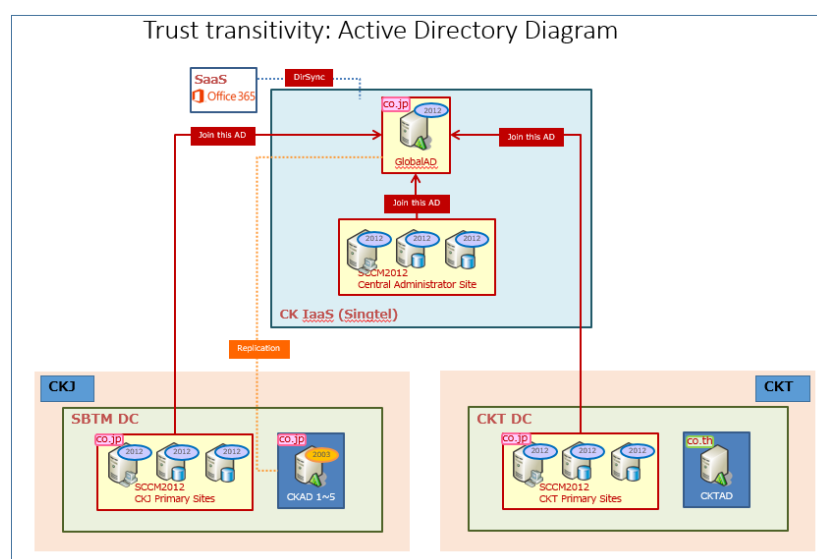 Trust transitivity: Active Directory Diagram
SaaS
Office 365
DirSync
co.jp
2012
GlobalAD
Join this AD
Join this AD
Join this AD
2012
2012
2012
SCCM2012
Central Administrator Site
CK IaaS (Singtel)
Replication
CKJ
SBTM DC
co.jp
2012
2012
2012
SCCM2012
CKJ Primary Sites
co.jp
2003
CKAD 1~5
CKT
CKT DC
co.jp
2012
2012
2012
SCCM2012
CKT Primary Sites
co.th
CKTAD